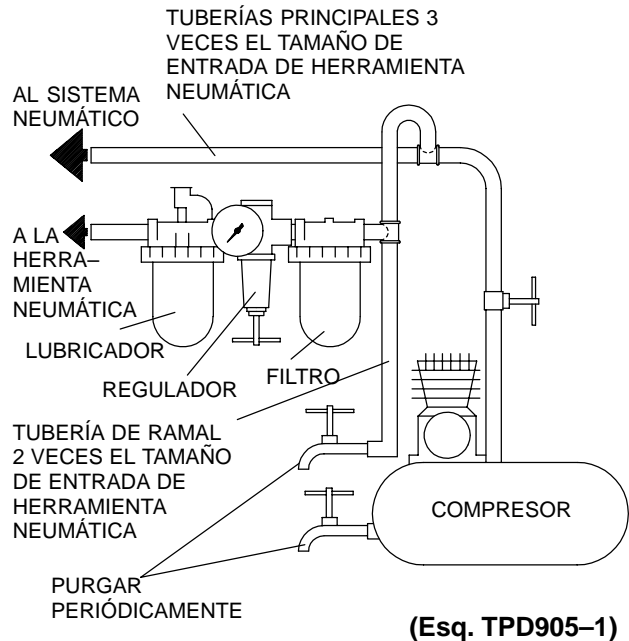 TUBERÍAS PRINCIPALES 3
VECES EL TAMAÑO DE
ENTRADA DE HERRAMIENTA
NEUMÁTICA
AL SISTEMA
NEUMÁTICO
A LA
HERRA–
MIENTA
NEUMÁTICA
LUBRICADOR
REGULADOR
FILTRO
TUBERÍA DE RAMAL
2 VECES EL TAMAÑO
DE ENTRADA DE
HERRAMIENTA
NEUMÁTICA
COMPRESOR
PURGAR
PERIÓDICAMENTE
(Esq. TPD905–1)